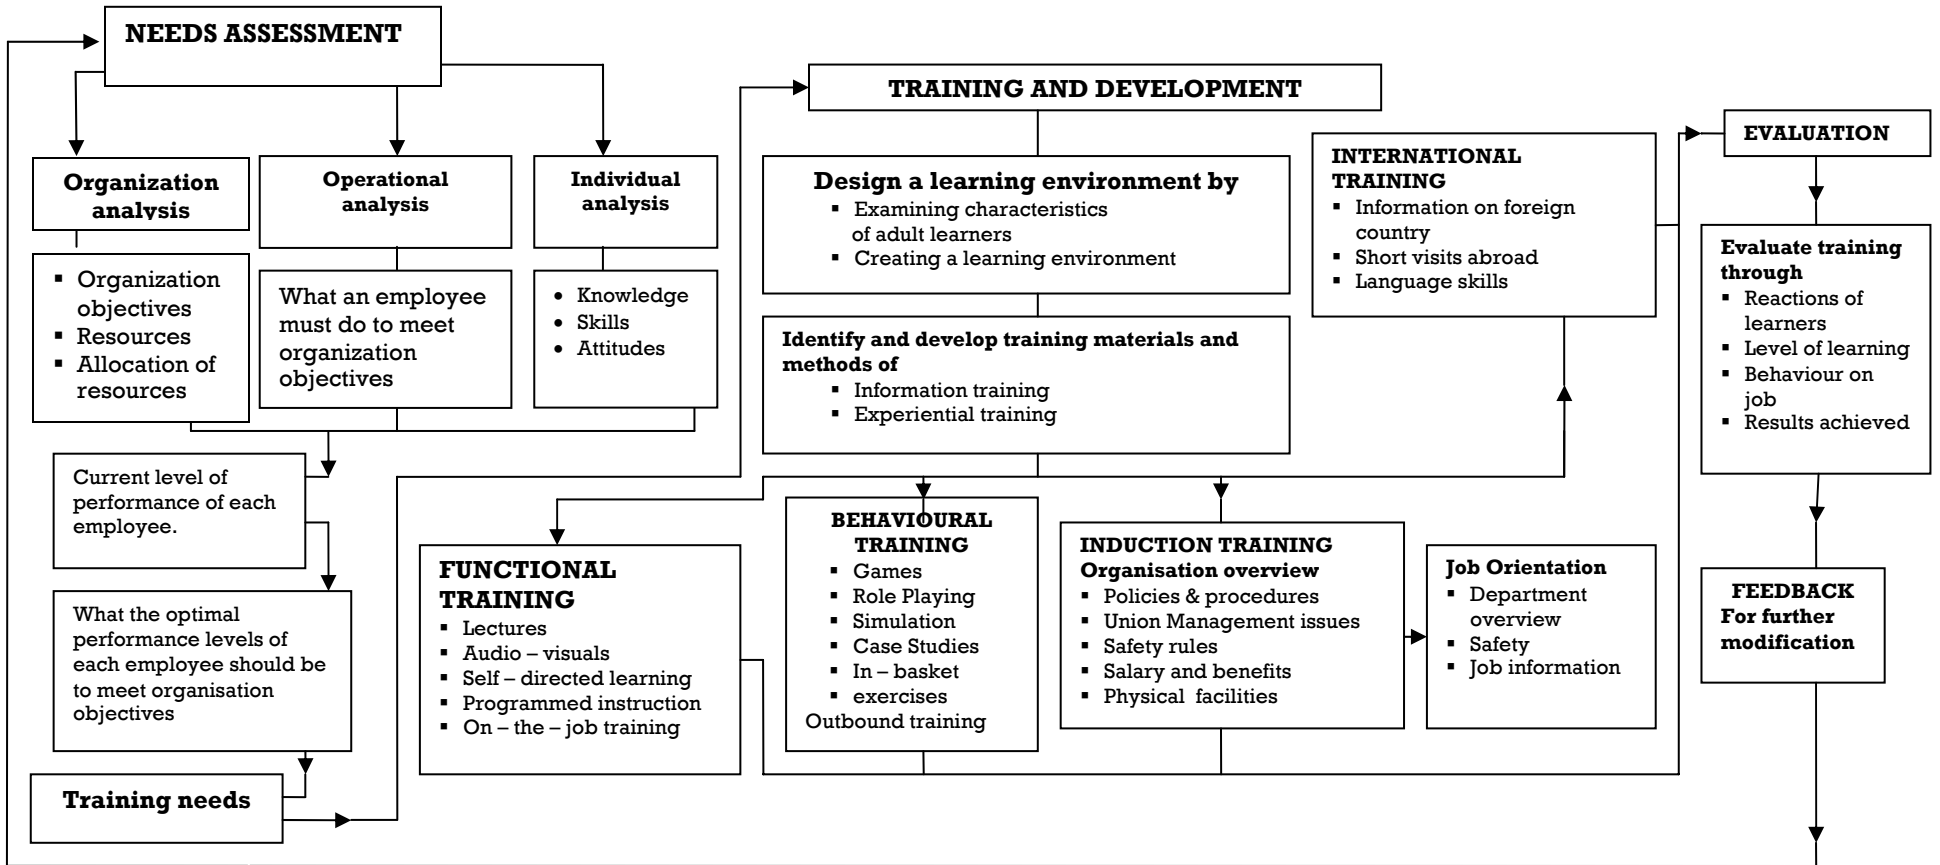 NEEDS ASSESSMENT
Organization
analysis
▪ Organization
objectives
▪ Resources
▪ Allocation of
resources
Operational
analysis
What an employee
must do to meet
organization
objectives
Individual
analysis
• Knowledge
• Skills
• Attitudes
Current level of
performance of each
employee.
What the optimal
performance levels of
each employee should be
to meet organisation
objectives
Training needs
TRAINING AND DEVELOPMENT
Design a learning environment by
▪ Examining characteristics
of adult learners
▪ Creating a learning environment
Identify and develop training materials and
methods of
▪ Information training
▪ Experiential training
FUNCTIONAL
TRAINING
▪ Lectures
▪ Audio – visuals
▪ Self – directed learning
▪ Programmed instruction
▪ On – the – job training
BEHAVIOURAL
TRAINING
▪ Games
▪ Role Playing
▪ Simulation
▪ Case Studies
▪ In – basket
▪ exercises
Outbound training
INDUCTION TRAINING
Organisation overview
▪ Policies & procedures
▪ Union Management issues
▪ Safety rules
▪ Salary and benefits
▪ Physical facilities
Job Orientation
▪ Department
overview
▪ Safety
▪ Job information
INTERNATIONAL
TRAINING
▪ Information on foreign
country
▪ Short visits abroad
▪ Language skills
EVALUATION
Evaluate training
through
▪ Reactions of
learners
▪ Level of learning
▪ Behaviour on
job
▪ Results achieved
FEEDBACK
For further
modification